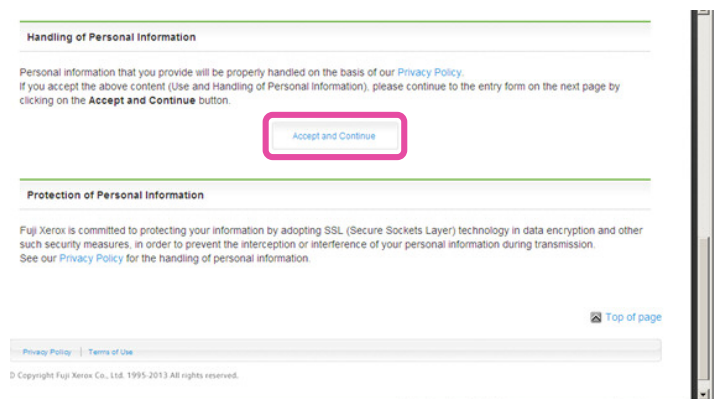 Handling of Personal Information
Personal information that you provide will be properly handled on the basis of our Privacy Policy.
If you accept the above content (Use and Handling of Personal Information), please continue to the entry form on the next page by
clicking on the Accept and Continue button.
Accept and Continue
Protection of Personal Information
Fuji Xerox is committed to protecting your information by adopting SSL (Secure Sockets Layer) technology in data encryption and other
such security measures, in order to prevent the interception or interference of your personal information during transmission.
See our Privacy Policy for the handling of personal information.
Top of page
Privacy Policy | Terms of Use
D Copyright Fuji Xerox Co., Ltd. 1995-2013 All rights reserved.